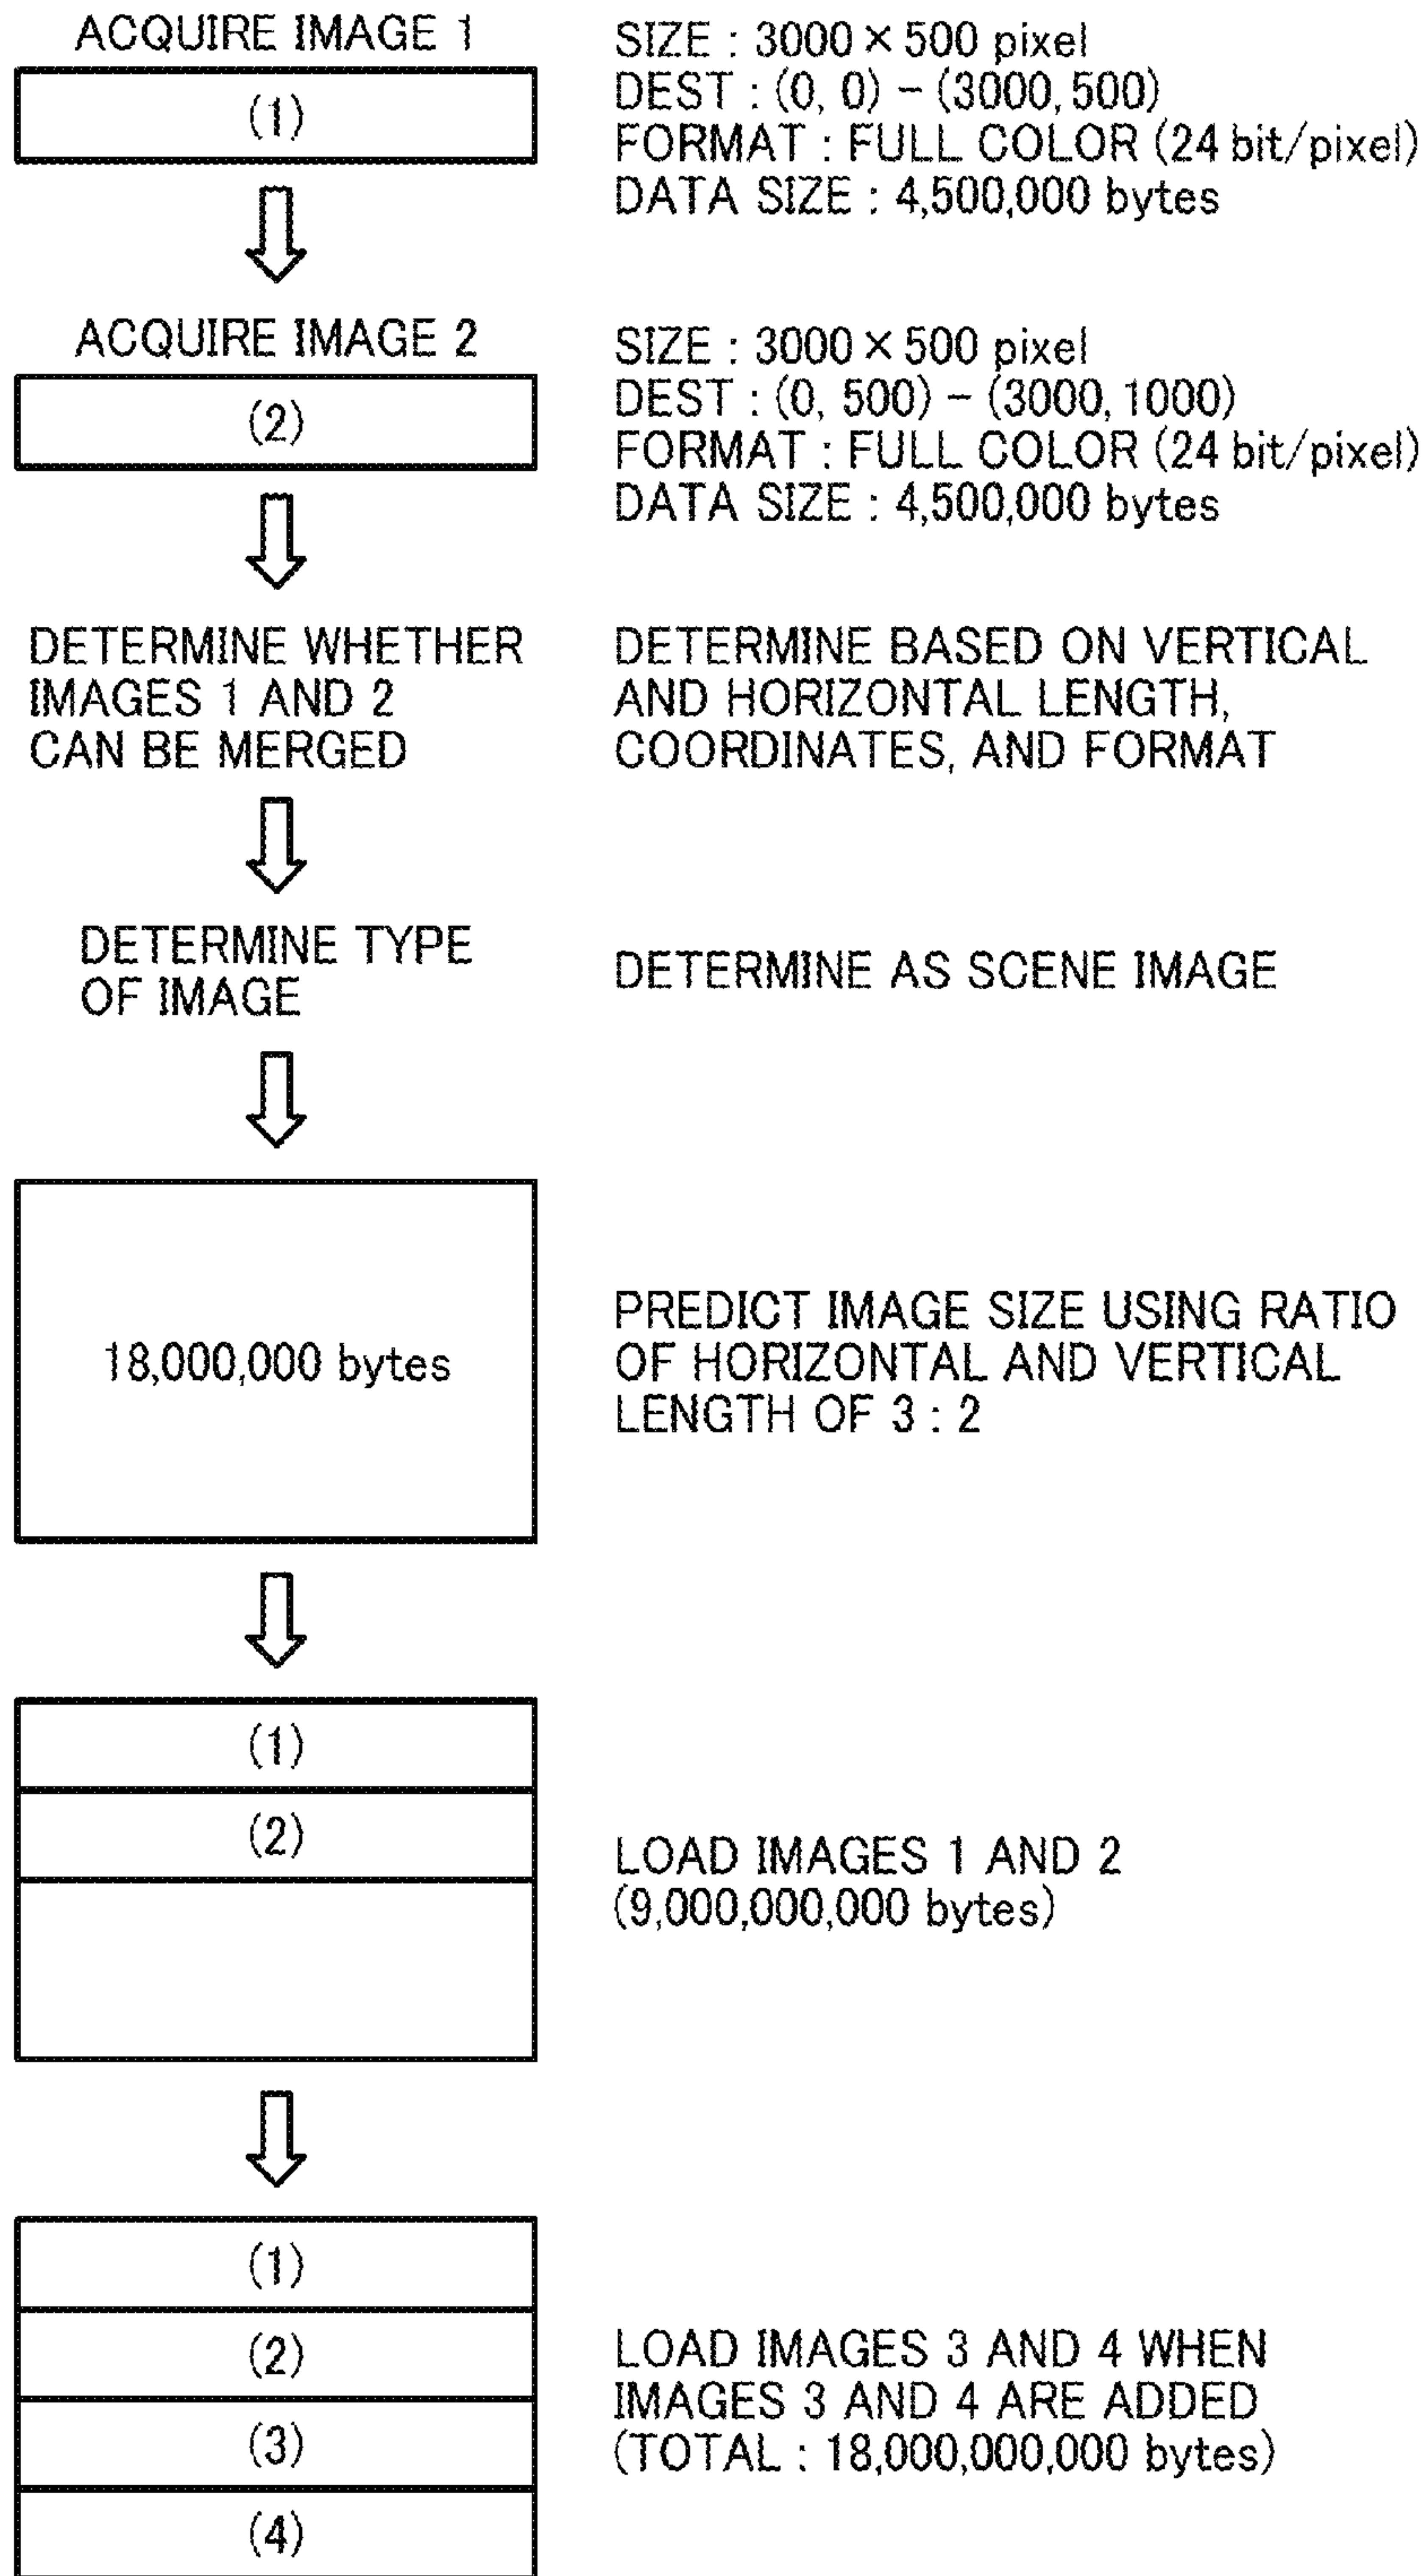 ACQUIRE IMAGE 1
(1)
SIZE : 3000 × 500 pixel
DEST : (0, 0) - (3000, 500)
FORMAT : FULL COLOR (24 bit/pixel)
DATA SIZE : 4,500,000 bytes
ACQUIRE IMAGE 2
(2)
SIZE : 3000 × 500 pixel
DEST : (0, 500) - (3000, 1000)
FORMAT : FULL COLOR (24 bit/pixel)
DATA SIZE : 4,500,000 bytes
DETERMINE WHETHER
IMAGES 1 AND 2
CAN BE MERGED
DETERMINE BASED ON VERTICAL
AND HORIZONTAL LENGTH,
COORDINATES, AND FORMAT
DETERMINE TYPE
OF IMAGE
DETERMINE AS SCENE IMAGE
18,000,000 bytes
PREDICT IMAGE SIZE USING RATIO
OF HORIZONTAL AND VERTICAL
LENGTH OF 3 : 2
(1)
(2)
LOAD IMAGES 1 AND 2
(9,000,000,000 bytes)
(1)
(2)
(3)
(4)
LOAD IMAGES 3 AND 4 WHEN
IMAGES 3 AND 4 ARE ADDED
(TOTAL : 18,000,000,000 bytes)